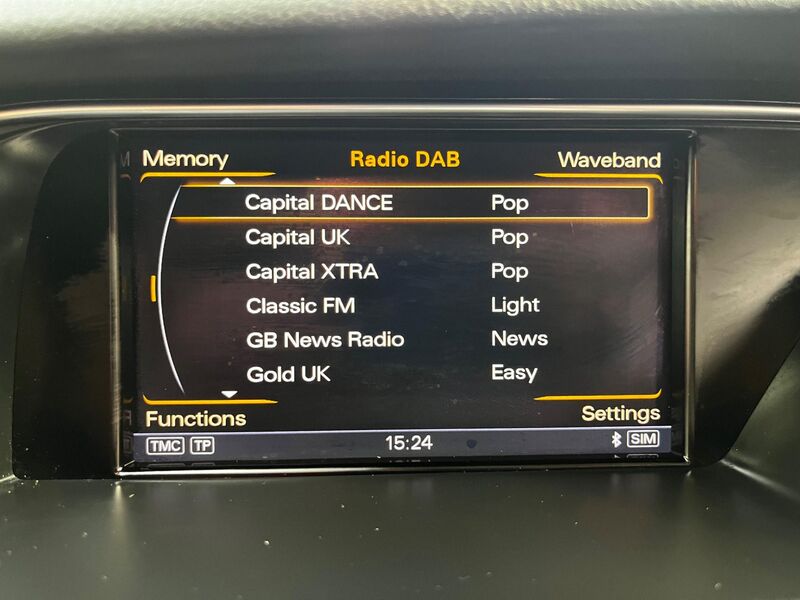 Memory Radio DAB Waveband
Capital DANCE Pop
Capital UK Pop
Capital XTRA Pop
Classic FM Light
GB News Radio News
Gold UK Easy
Functions Settings
TMC TP 15:24 SIM